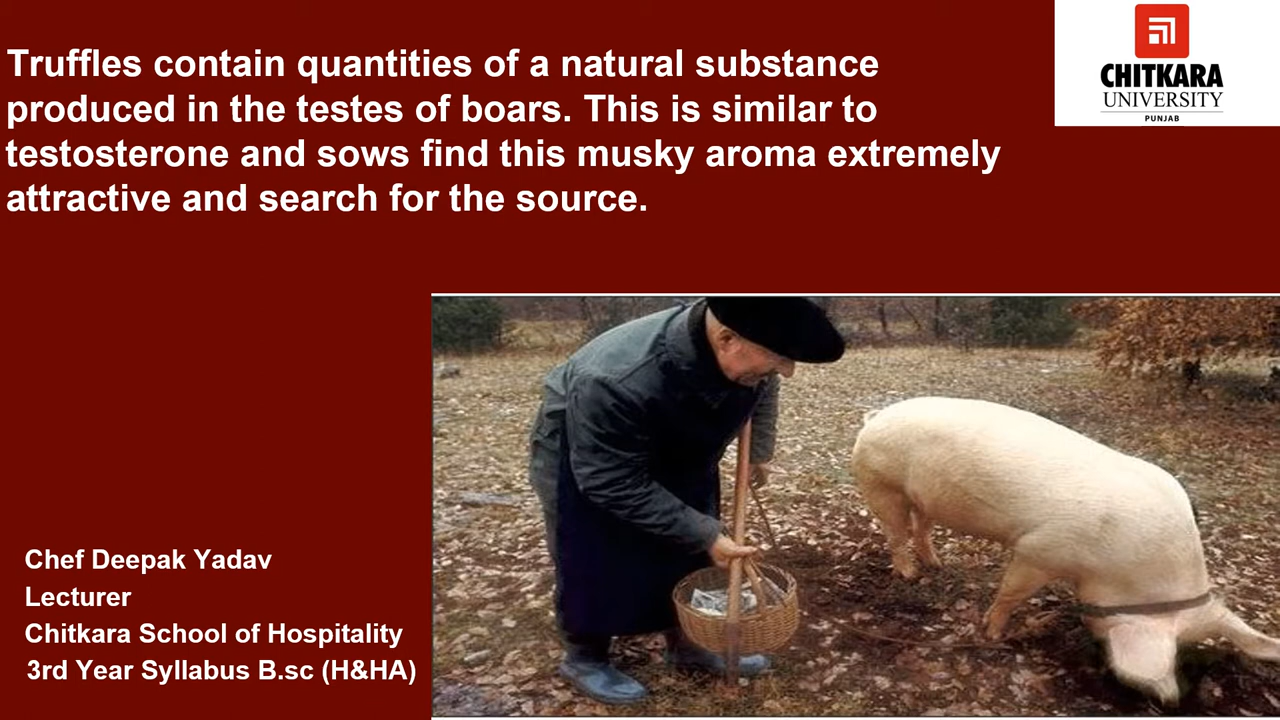 Truffles contain quantities of a natural substance
produced in the testes of boars. This is similar to
testosterone and sows find this musky aroma extremely
attractive and search for the source.
CHITKARA
UNIVERSITY
PUNJAB
Chef Deepak Yadav
Lecturer
Chitkara School of Hospitality
3rd Year Syllabus B.sc (H&HA)